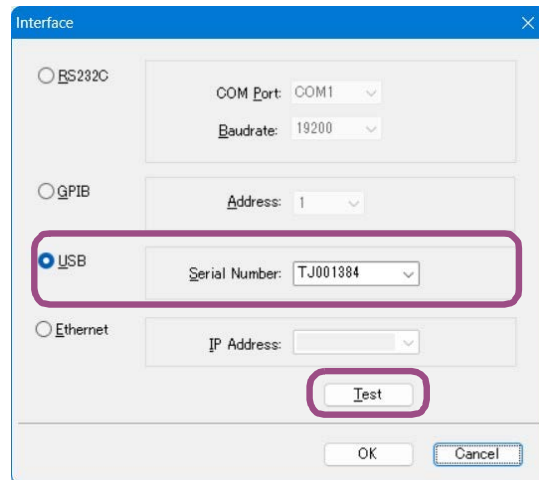 Interface
RS232C
COM Port: COM1
Baudrate: 19200
GPIB
Address: 1
USB
Serial Number: TJ001384
Ethernet
IP Address:
Test
OK Cancel